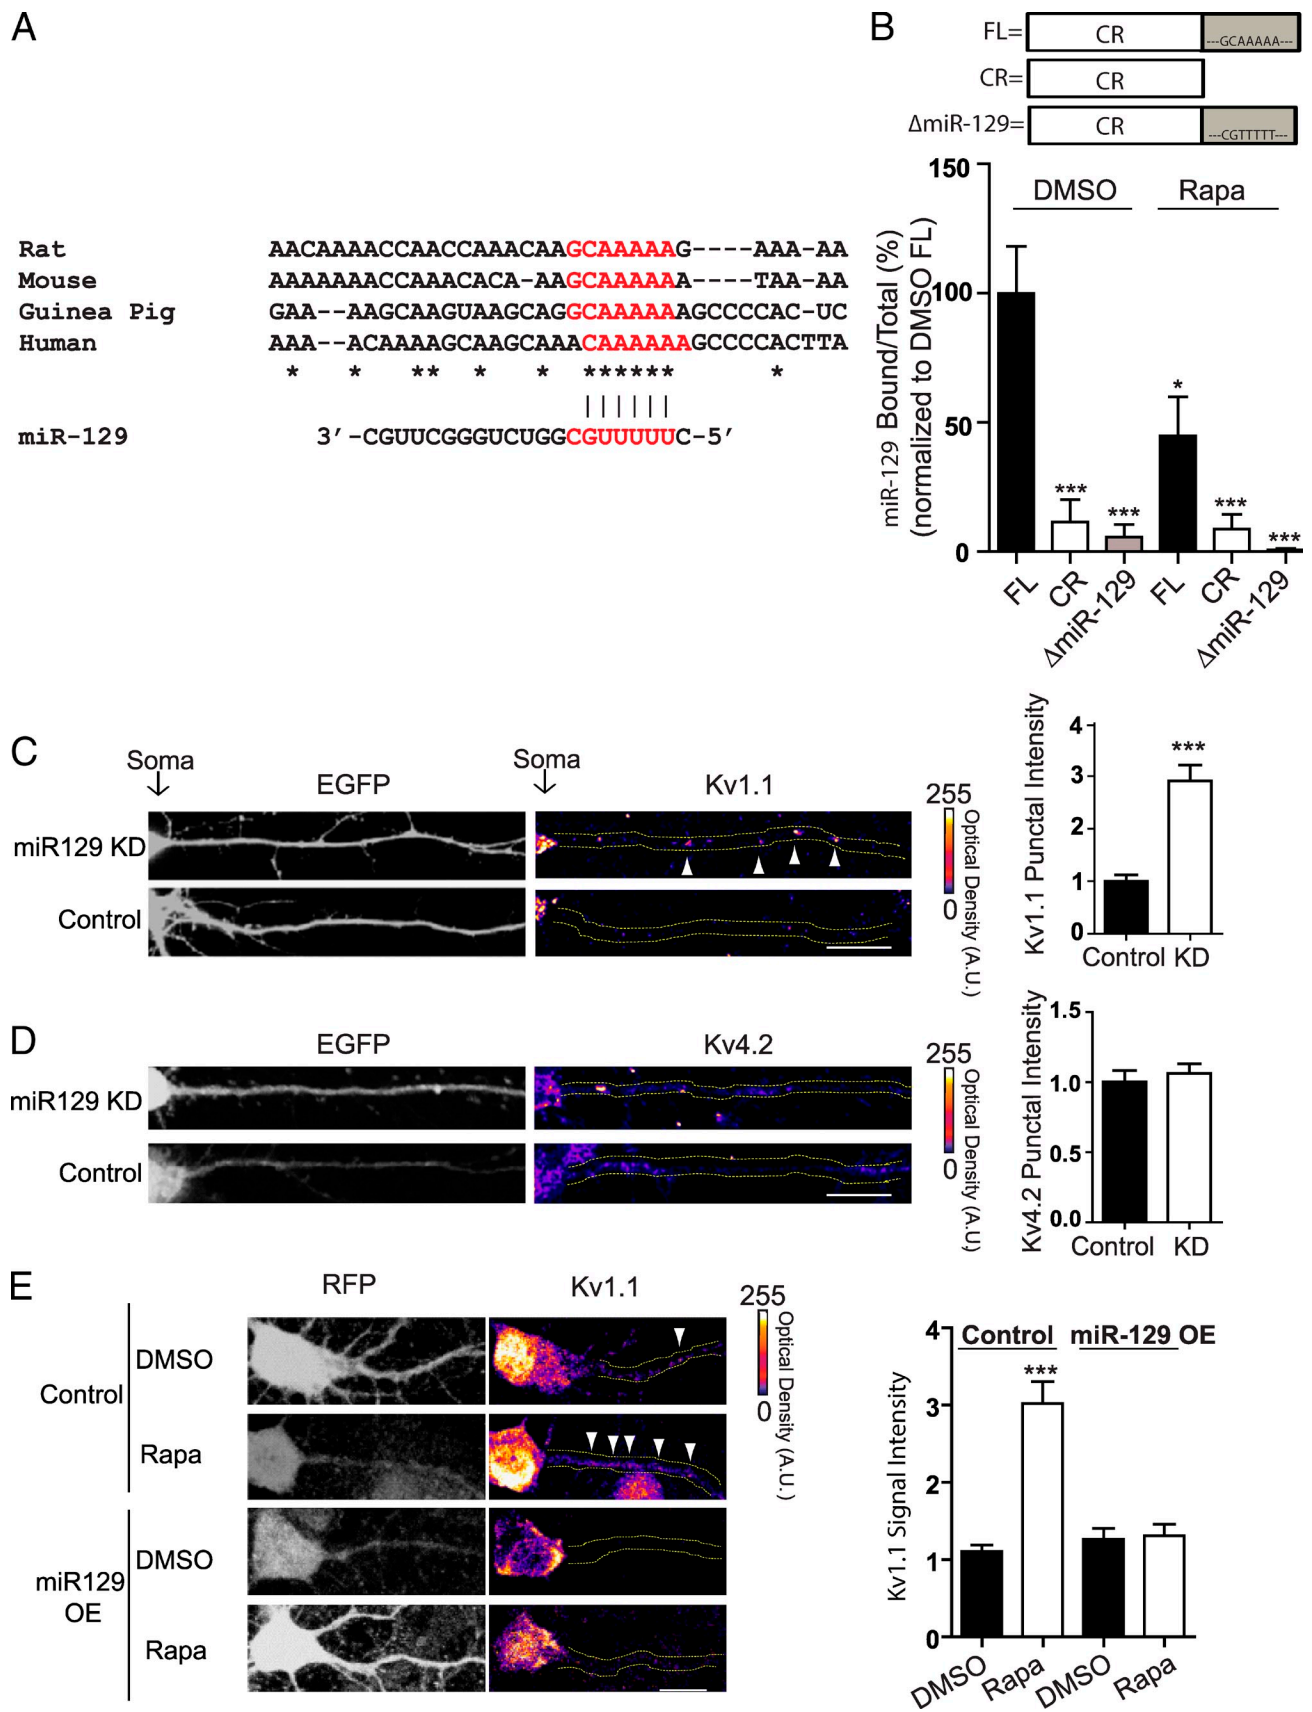 A
Rat AACAAAACCAACCAAACAAGCAAAAAG----AAA-AA
Mouse AAAAAAACCAAACACA-AAGCAAAAAA----TAA-AA
Guinea Pig GAA--AAGCAAGUAAGCAGGCAAAAAAGCCCCAC-UC
Human AAA--ACAAAAGCAAGCAAACAAAAAAGCCCCACTTA
* * ** * * ****** *
||||||
miR-129 3'-CGUUCGGGUCUGGCGUUUUUC-5'
B
FL= CR ---GCAAAAA---
CR= CR
ΔmiR-129= CR ---CGTTTTT---
miR-129 Bound/Total (%)
(normalized to DMSO FL)
150
100
50
0
DMSO Rapa
*** *** * *** ***
FL CR ΔmiR-129 FL CR ΔmiR-129
C
Soma EGFP Soma Kv1.1
miR129 KD
Control
255
0
Optical Density (A.U.)
Kv1.1 Punctal Intensity
4
3
2
1
0
***
Control KD
D
EGFP Kv4.2
miR129 KD
Control
255
0
Optical Density (A.U.)
Kv4.2 Punctal Intensity
1.5
1.0
0.5
0.0
Control KD
E
RFP Kv1.1
Control
DMSO
Rapa
miR129
OE
DMSO
Rapa
255
0
Optical Density (A.U.)
Kv1.1 Signal Intensity
4
3
2
1
0
Control miR-129 OE
***
DMSO Rapa DMSO Rapa